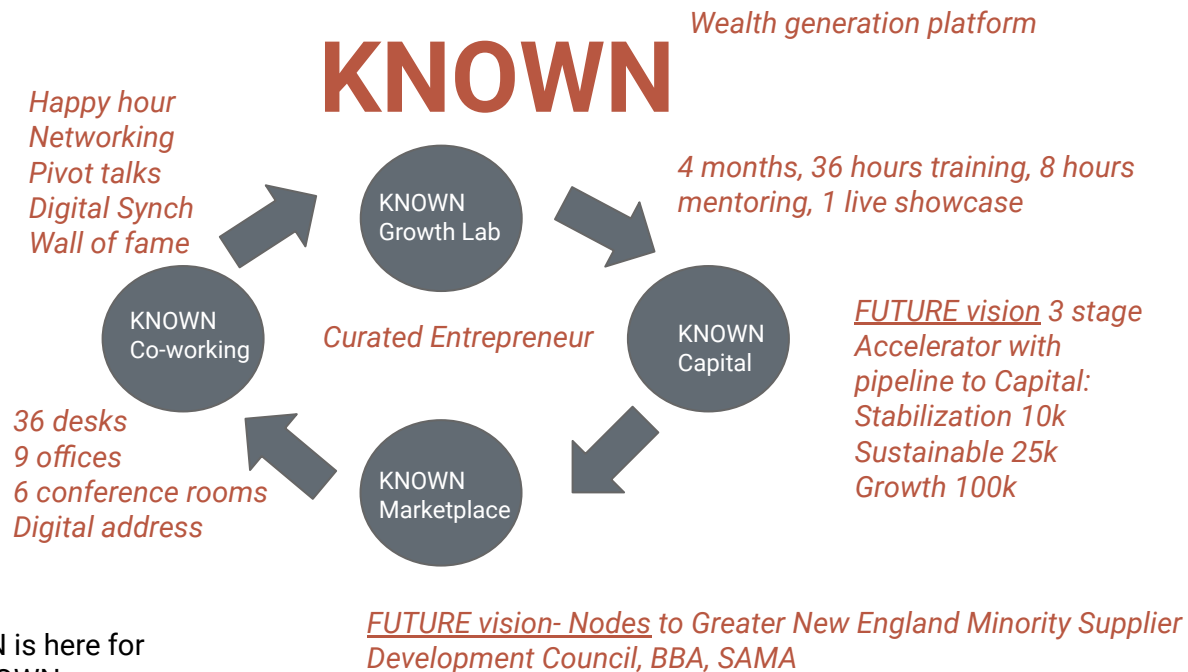 Wealth generation platform
KNOWN
Happy hour
Networking
Pivot talks
Digital Synch
Wall of fame
KNOWN
Growth Lab
4 months, 36 hours training, 8 hours
mentoring, 1 live showcase
KNOWN
Co-working
Curated Entrepreneur
KNOWN
Capital
FUTURE vision 3 stage
Accelerator with
pipeline to Capital:
Stabilization 10k
Sustainable 25k
Growth 100k
36 desks
9 offices
6 conference rooms
Digital address
KNOWN
Marketplace
FUTURE vision- Nodes to Greater New England Minority Supplier
Development Council, BBA, SAMA
is here for